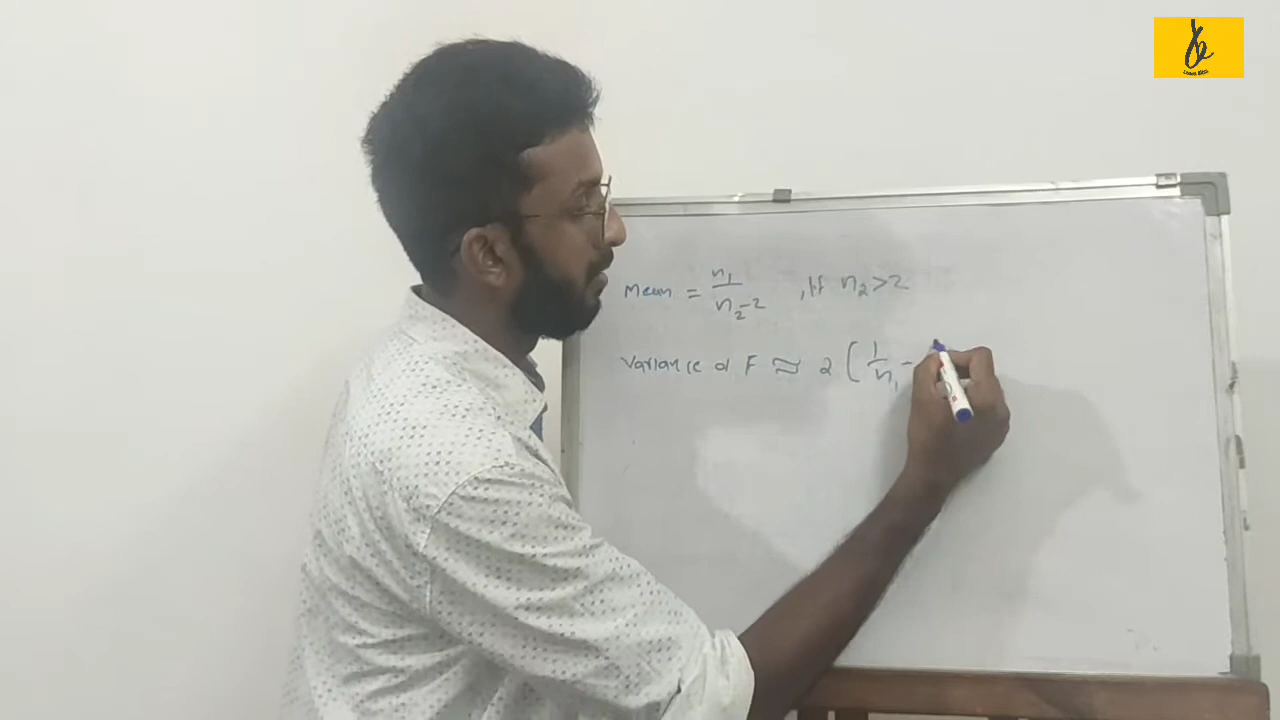 Mean = n₁/n₂-2 , If n₂>2
Variance of F ≈ 2 ( 1/n₁